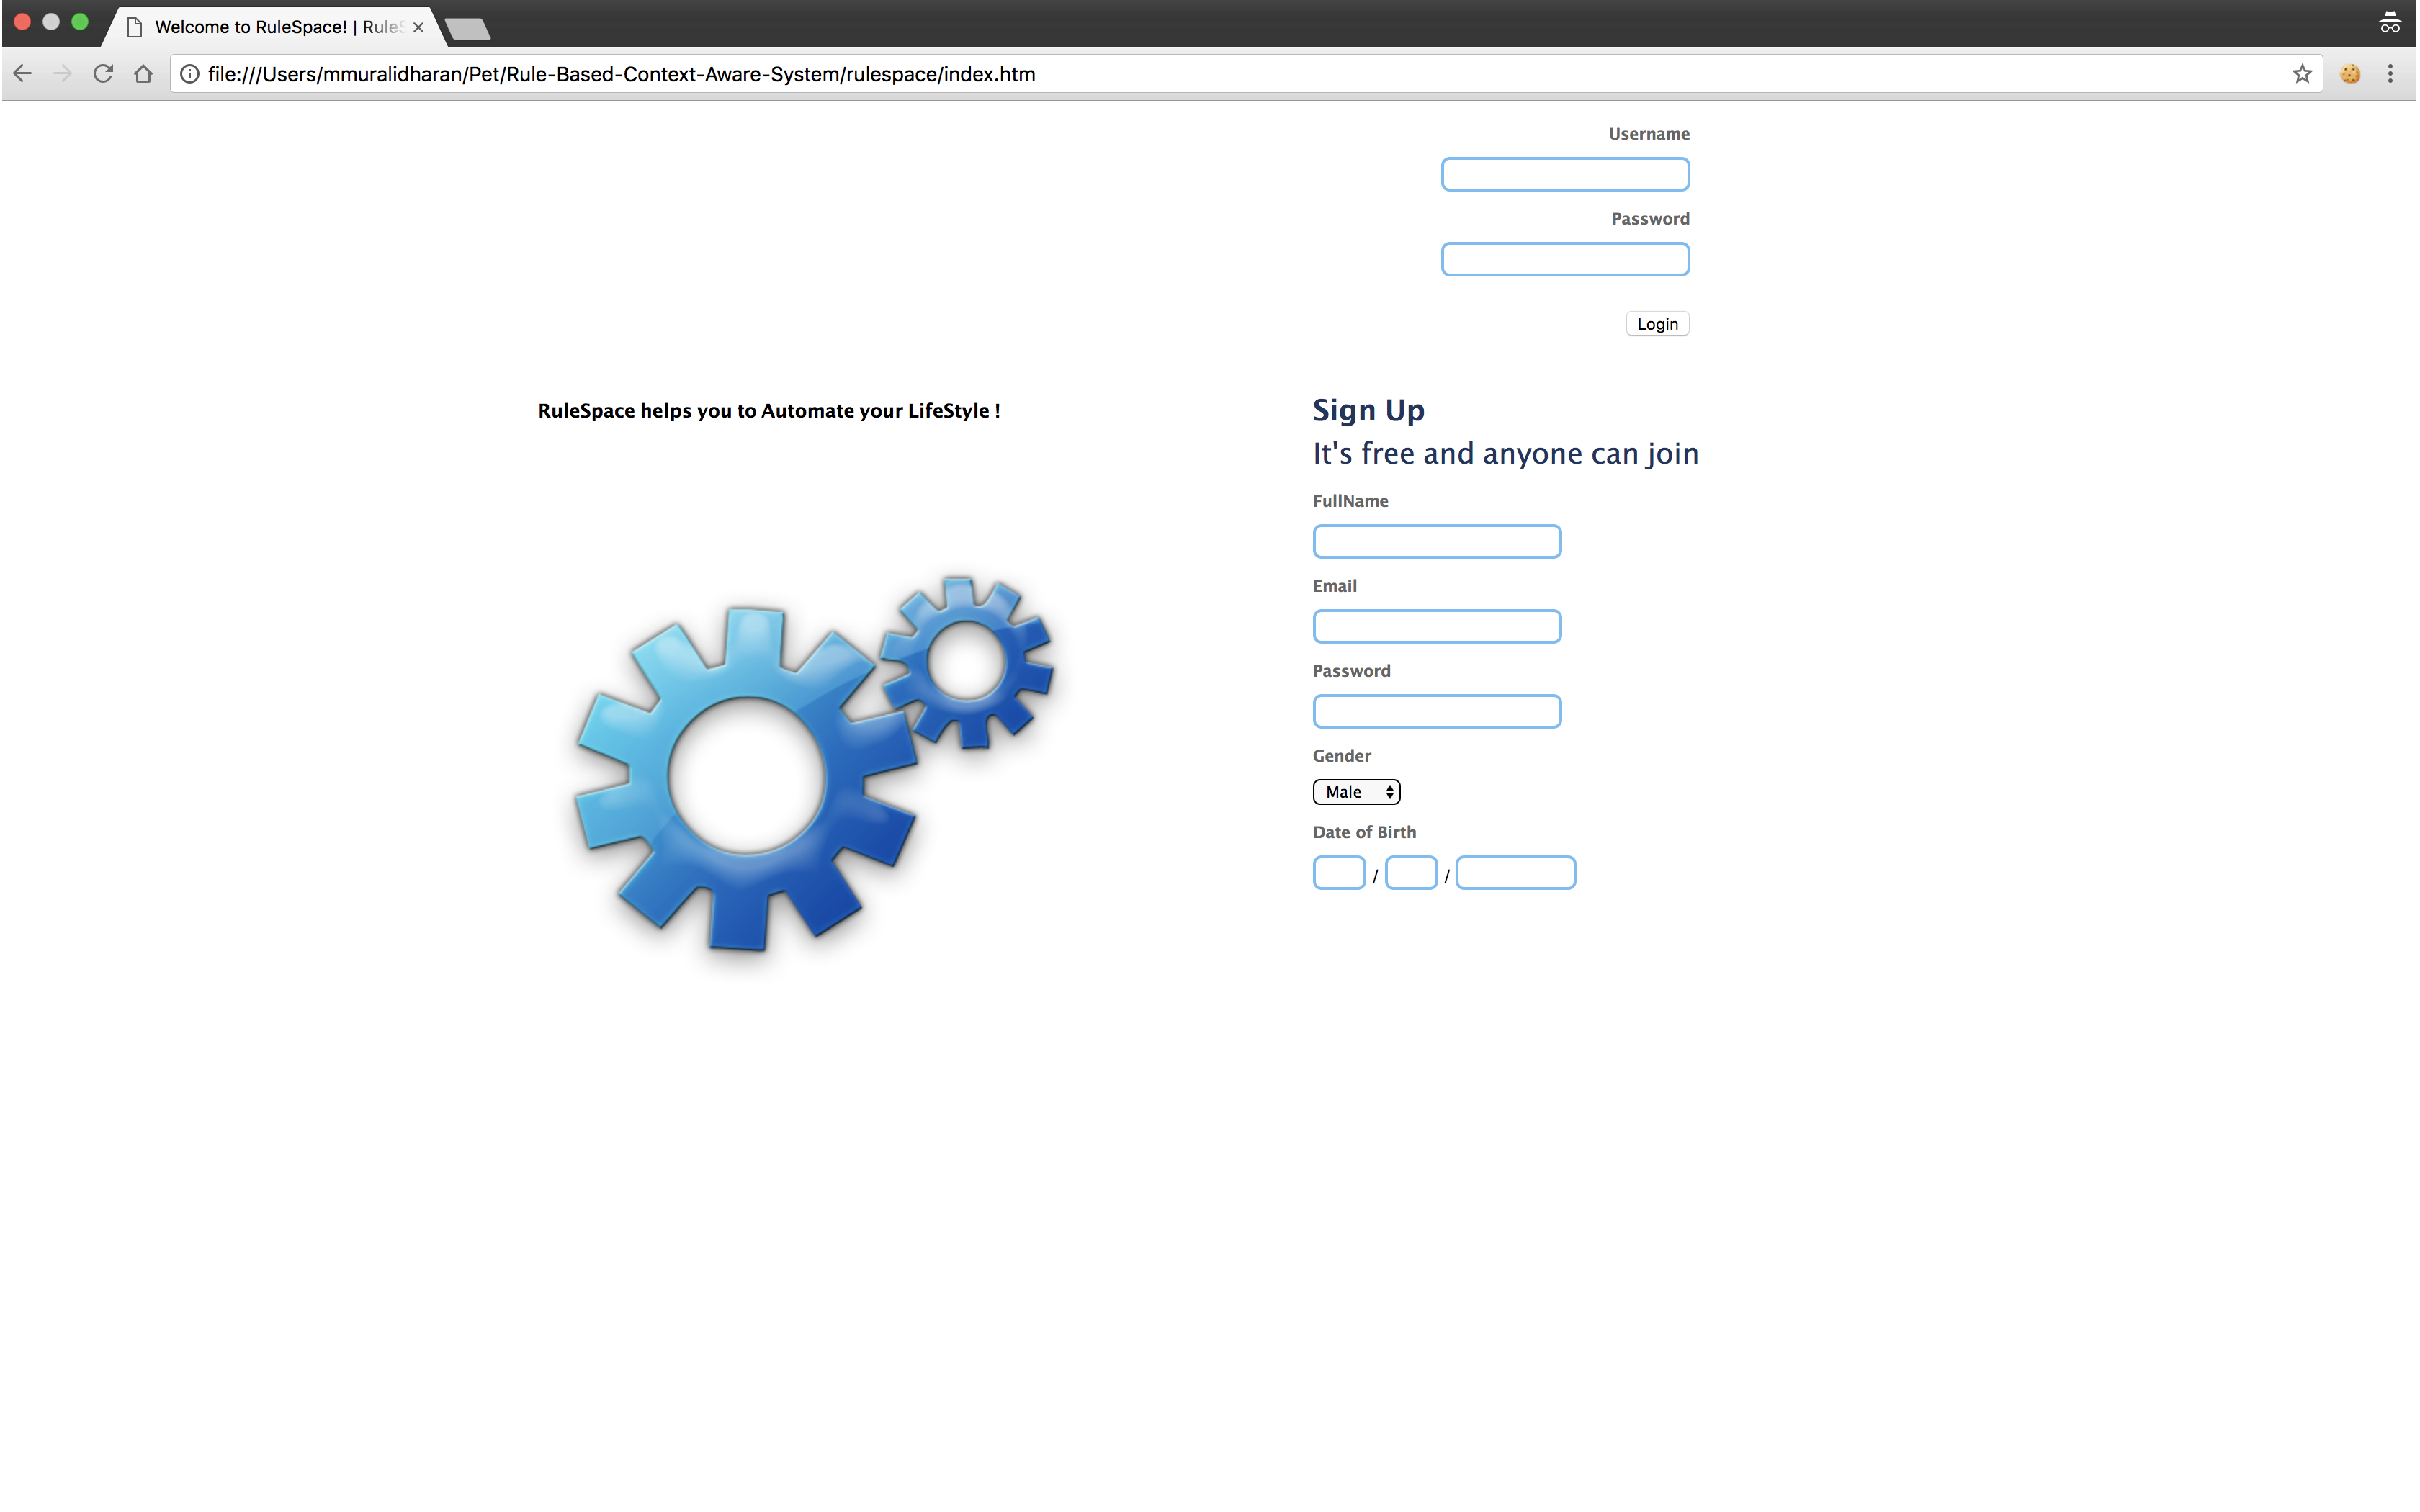 Welcome to RuleSpace! | Rules
file:///Users/mmuralidharan/Pet/Rule-Based-Context-Aware-System/rulespace/index.htm
Username
Password
Login
RuleSpace helps you to Automate your LifeStyle !
Sign Up
It's free and anyone can join
FullName
Email
Password
Gender
Male
Date of Birth
/ /